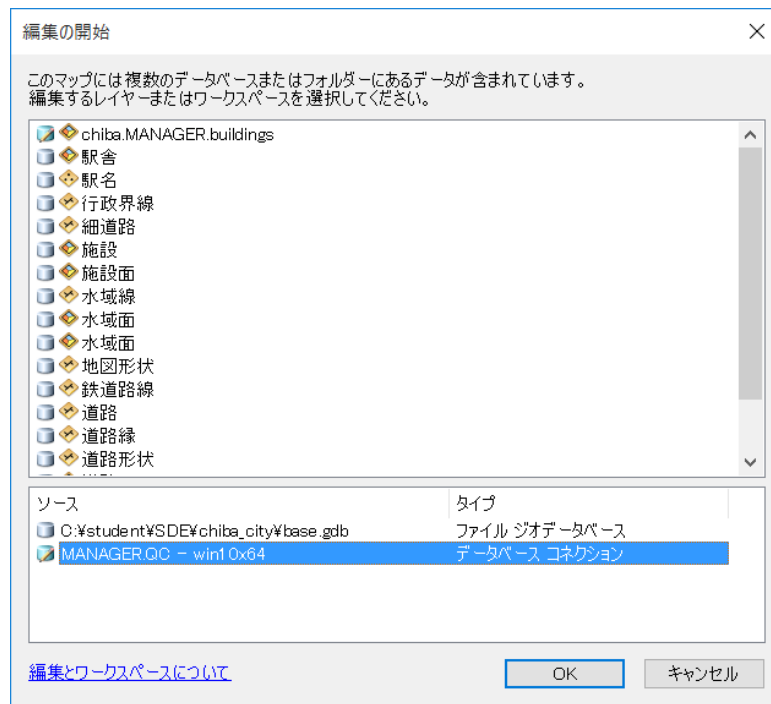 編集の開始
このマップには複数のデータベースまたはフォルダーにあるデータが含まれています。
編集するレイヤーまたはワークスペースを選択してください。
chiba.MANAGER.buildings
駅舎
駅名
行政界線
細道路
施設
施設面
水域線
水域面
水域面
地図形状
鉄道路線
道路
道路縁
道路形状
ソース タイプ
C:¥student¥SDE¥chiba_city¥base.gdb ファイル ジオデータベース
MANAGER.QC - win10x64 データベース コネクション
編集とワークスペースについて
OK キャンセル